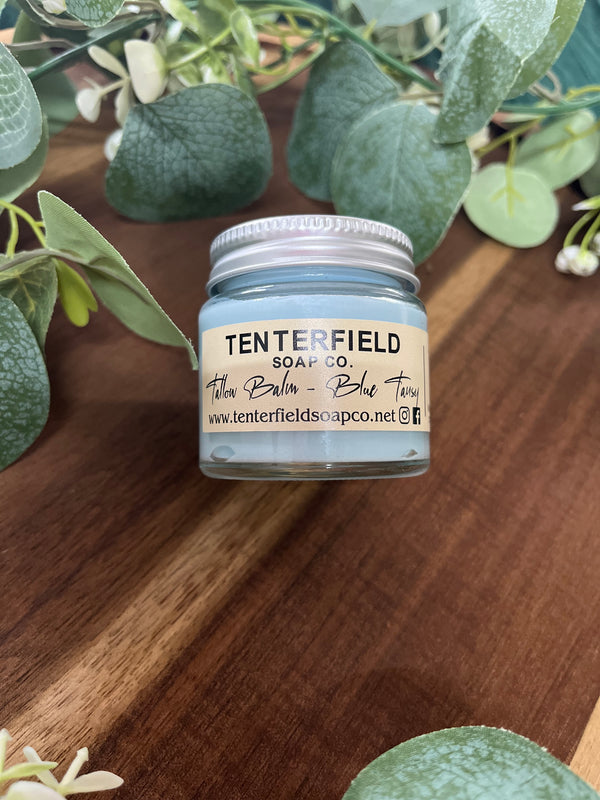 TENTERFIELD
SOAP CO.
Tallow Balm - Blue Tansy
www.tenterfieldsoapco.net